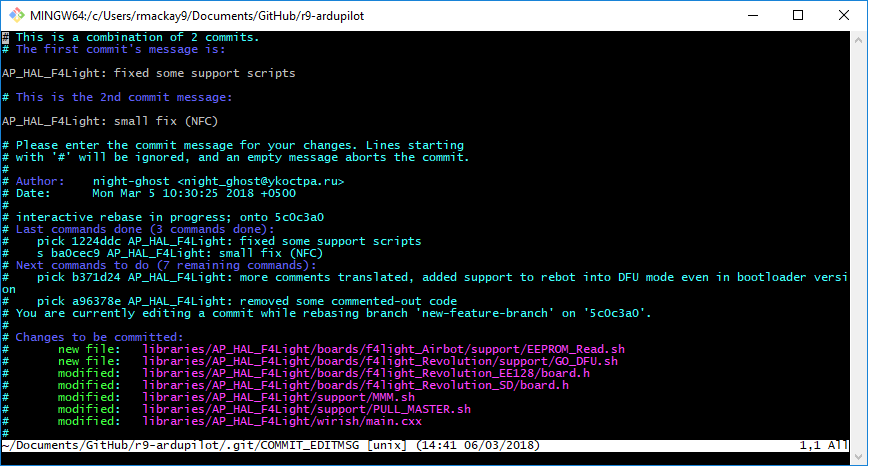 MINGW64:/c/Users/rmackay9/Documents/GitHub/r9-ardupilot
# This is a combination of 2 commits.
# The first commit's message is:

AP_HAL_F4Light: fixed some support scripts

# This is the 2nd commit message:

AP_HAL_F4Light: small fix (NFC)

# Please enter the commit message for your changes. Lines starting
# with '#' will be ignored, and an empty message aborts the commit.
#
# Author:    night-ghost <night_ghost@ykoctpa.ru>
# Date:      Mon Mar 5 10:30:25 2018 +0500
#
# interactive rebase in progress; onto 5c0c3a0
# Last commands done (3 commands done):
#    pick 1224ddc AP_HAL_F4Light: fixed some support scripts
#    s ba0cec9 AP_HAL_F4Light: small fix (NFC)
# Next commands to do (7 remaining commands):
#    pick b371d24 AP_HAL_F4Light: more comments translated, added support to rebot into DFU mode even in bootloader versi
on
#    pick a96378e AP_HAL_F4Light: removed some commented-out code
# You are currently editing a commit while rebasing branch 'new-feature-branch' on '5c0c3a0'.
#
# Changes to be committed:
#       new file:   libraries/AP_HAL_F4Light/boards/f4light_Airbot/support/EEPROM_Read.sh
#       new file:   libraries/AP_HAL_F4Light/boards/f4light_Revolution/support/GO_DFU.sh
#       modified:   libraries/AP_HAL_F4Light/boards/f4light_Revolution_EE128/board.h
#       modified:   libraries/AP_HAL_F4Light/boards/f4light_Revolution_SD/board.h
#       modified:   libraries/AP_HAL_F4Light/support/MMM.sh
#       modified:   libraries/AP_HAL_F4Light/support/PULL_MASTER.sh
#       modified:   libraries/AP_HAL_F4Light/wirish/main.cxx
#
~/Documents/GitHub/r9-ardupilot/.git/COMMIT_EDITMSG [unix] (14:41 06/03/2018) 1,1 All